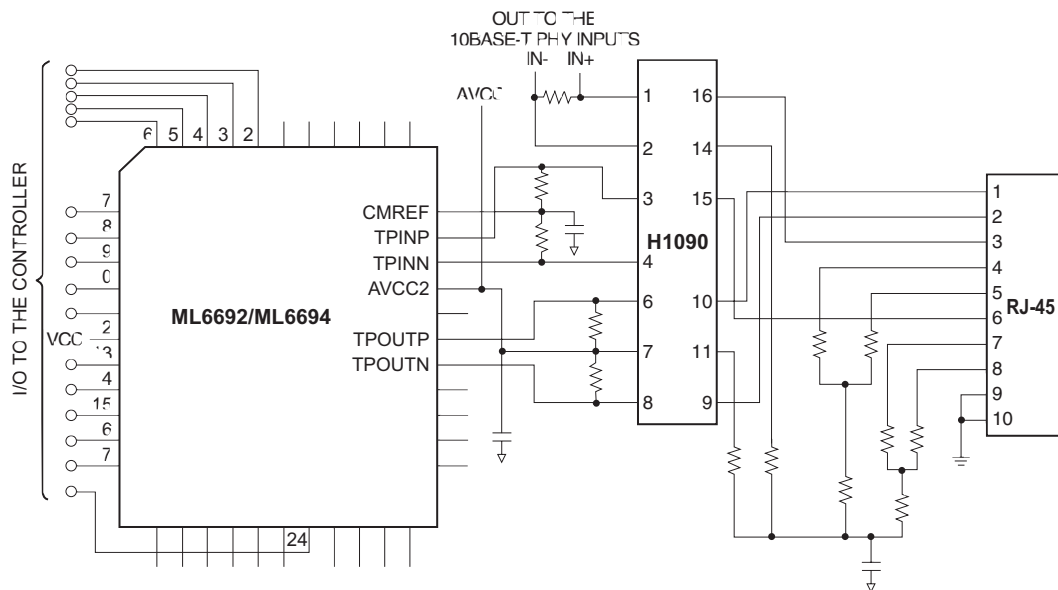 OUT TO THE
10BASE-T PHY INPUTS
IN- IN+
AVCC
1 16
2 14
3 15
4
H1090
6 10
7 11
8 9
6 5 4 3 2
7
8
9
0
2
VCC
13
4
15
6
7
24
I/O TO THE CONTROLLER
ML6692/ML6694
CMREF
TPINP
TPINN
AVCC2
TPOUTP
TPOUTN
RJ-45
1
2
3
4
5
6
7
8
9
10